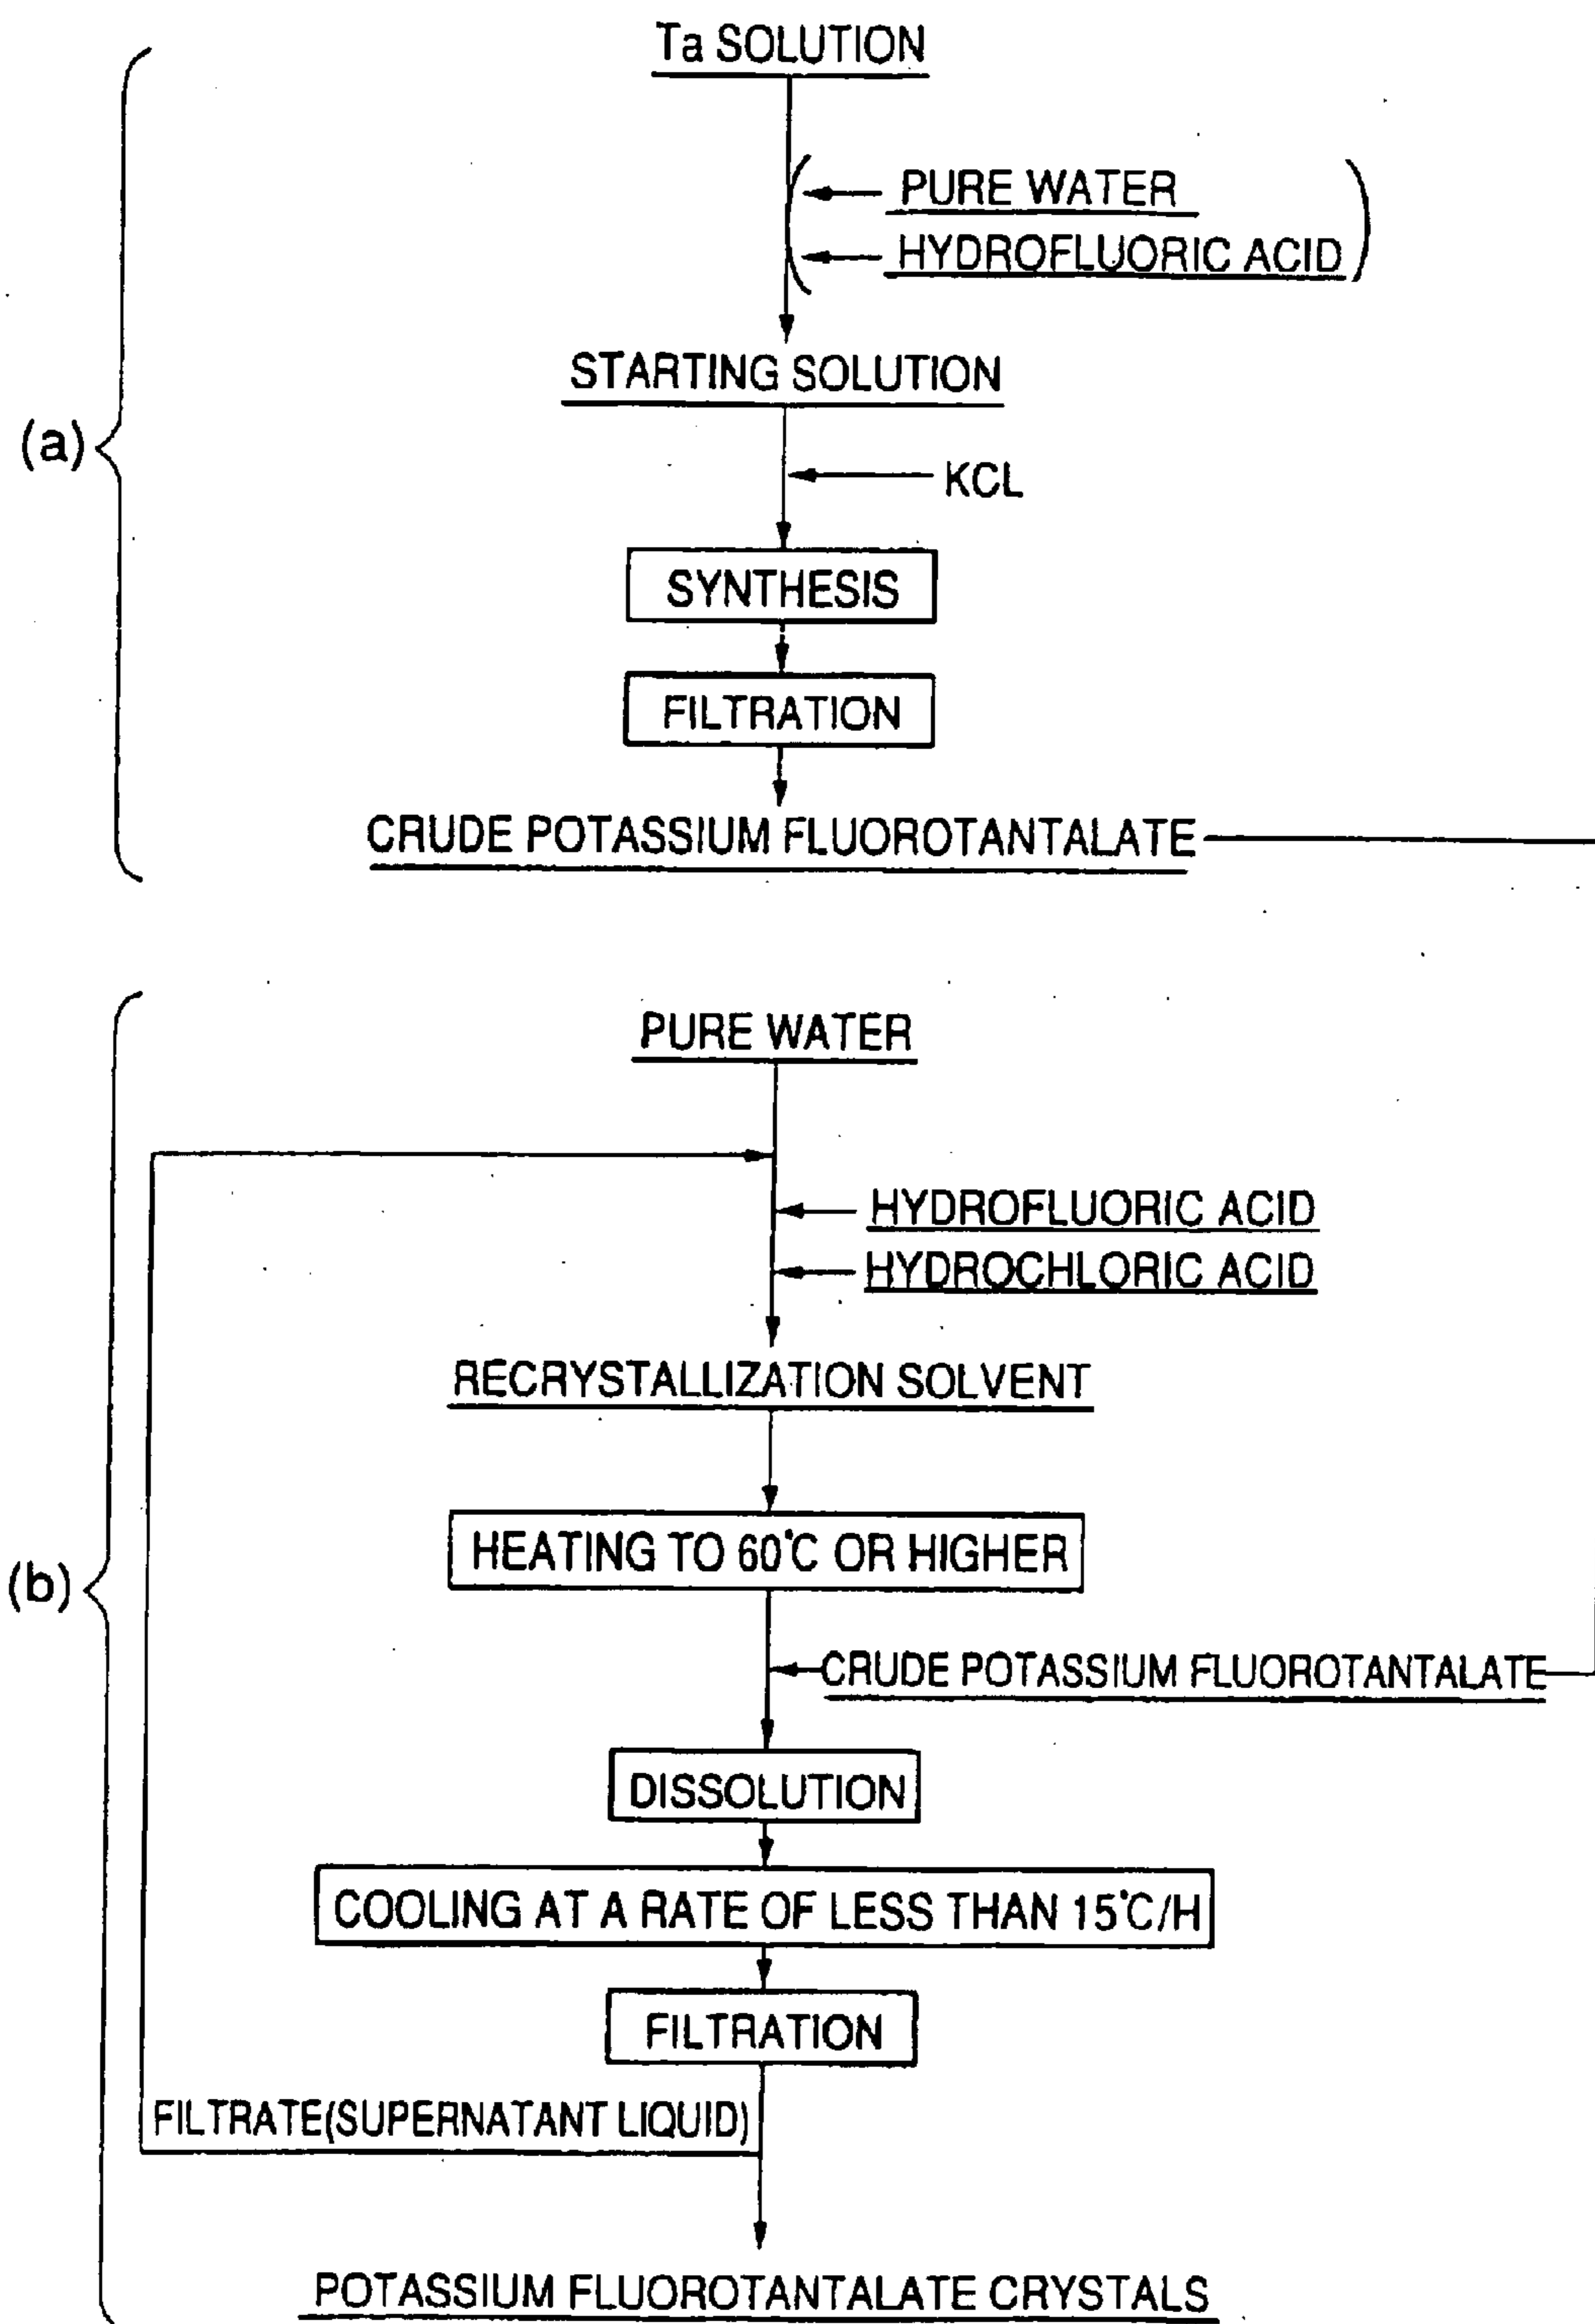 Ta SOLUTION
PURE WATER
HYDROFLUORIC ACID
STARTING SOLUTION
(a)
KCL
SYNTHESIS
FILTRATION
CRUDE POTASSIUM FLUOROTANTALATE
PURE WATER
HYDROFLUORIC ACID
HYDROCHLORIC ACID
RECRYSTALLIZATION SOLVENT
HEATING TO 60℃ OR HIGHER
(b)
CRUDE POTASSIUM FLUOROTANTALATE
DISSOLUTION
COOLING AT A RATE OF LESS THAN 15℃/H
FILTRATION
FILTRATE(SUPERNATANT LIQUID)
POTASSIUM FLUOROTANTALATE CRYSTALS